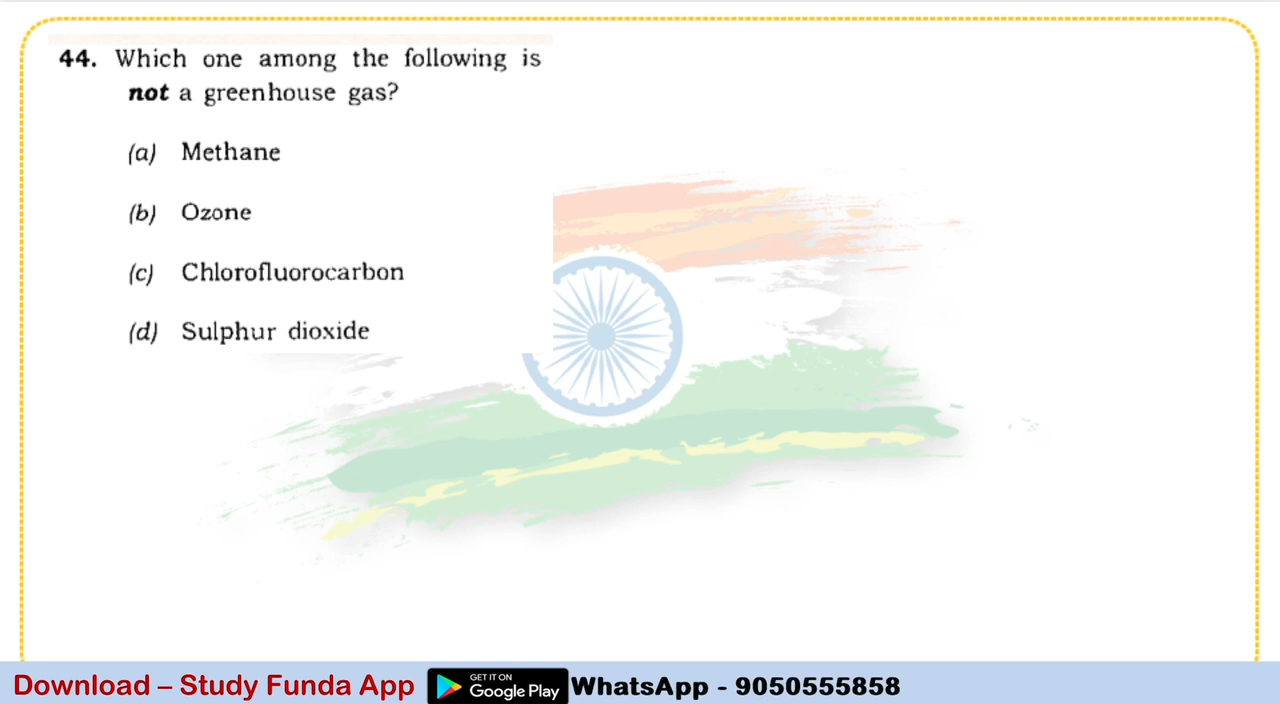 44. Which one among the following is
not a greenhouse gas?
(a) Methane
(b) Ozone
(c) Chlorofluorocarbon
(d) Sulphur dioxide
Download – Study Funda App GET IT ON Google Play WhatsApp - 9050555858